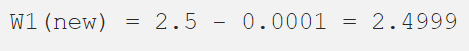 W1(new) = 2.5 – 0.0001 = 2.4999